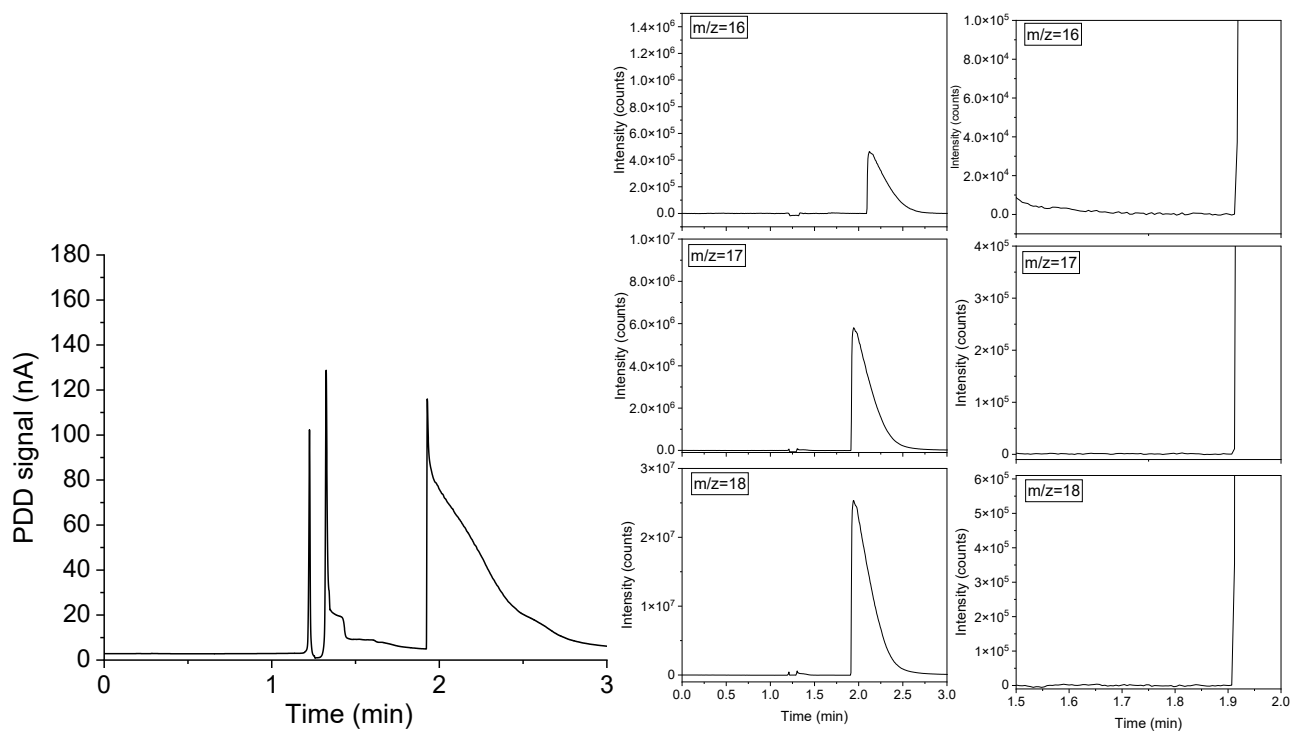 180
160
140
120
100
80
60
40
20
0
PDD signal (nA)
0 1 2 3
Time (min)
m/z=16
1.4×10⁶
1.2×10⁶
1.0×10⁶
8.0×10⁵
6.0×10⁵
4.0×10⁵
2.0×10⁵
0.0
Intensity (counts)
m/z=17
1.0×10⁷
8.0×10⁶
6.0×10⁶
4.0×10⁶
2.0×10⁶
0.0
Intensity (counts)
m/z=18
3×10⁷
2×10⁷
1×10⁷
0
Intensity (counts)
0.0 0.5 1.0 1.5 2.0 2.5 3.0
Time (min)
m/z=16
1.0×10⁵
8.0×10⁴
6.0×10⁴
4.0×10⁴
2.0×10⁴
0.0
Intensity (counts)
m/z=17
4×10⁵
3×10⁵
2×10⁵
1×10⁵
0
Intensity (counts)
m/z=18
6×10⁵
5×10⁵
4×10⁵
3×10⁵
2×10⁵
1×10⁵
0
Intensity (counts)
1.5 1.6 1.7 1.8 1.9 2.0
Time (min)